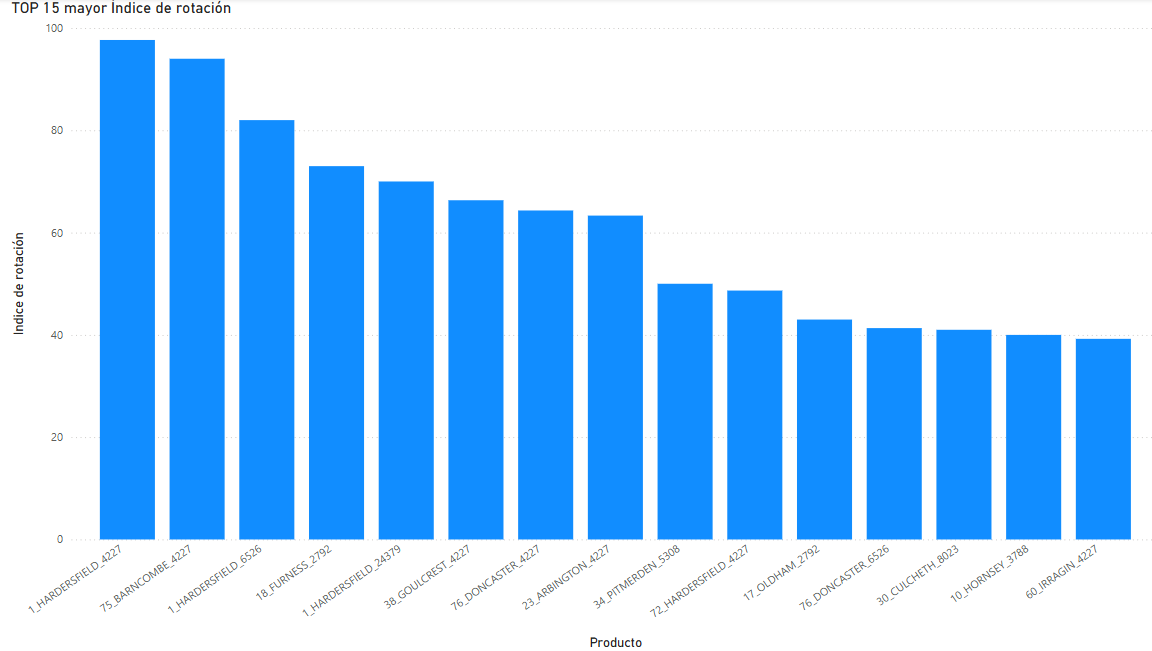 TOP 15 mayor Índice de rotación
100
80
60
40
20
0
Indice de rotación
1_HARDERSFIELD_4227
75_BARNCOMBE_4227
1_HARDERSFIELD_6526
18_FURNESS_2792
1_HARDERSFIELD_24379
38_GOULCREST_4227
76_DONCASTER_4227
23_ARBINGTON_4227
34_PITMERDEN_5308
72_HARDERSFIELD_4227
17_OLDHAM_2792
76_DONCASTER_6526
30_CULCHETH_8023
10_HORNSEY_3788
60_IRRAGIN_4227
Producto